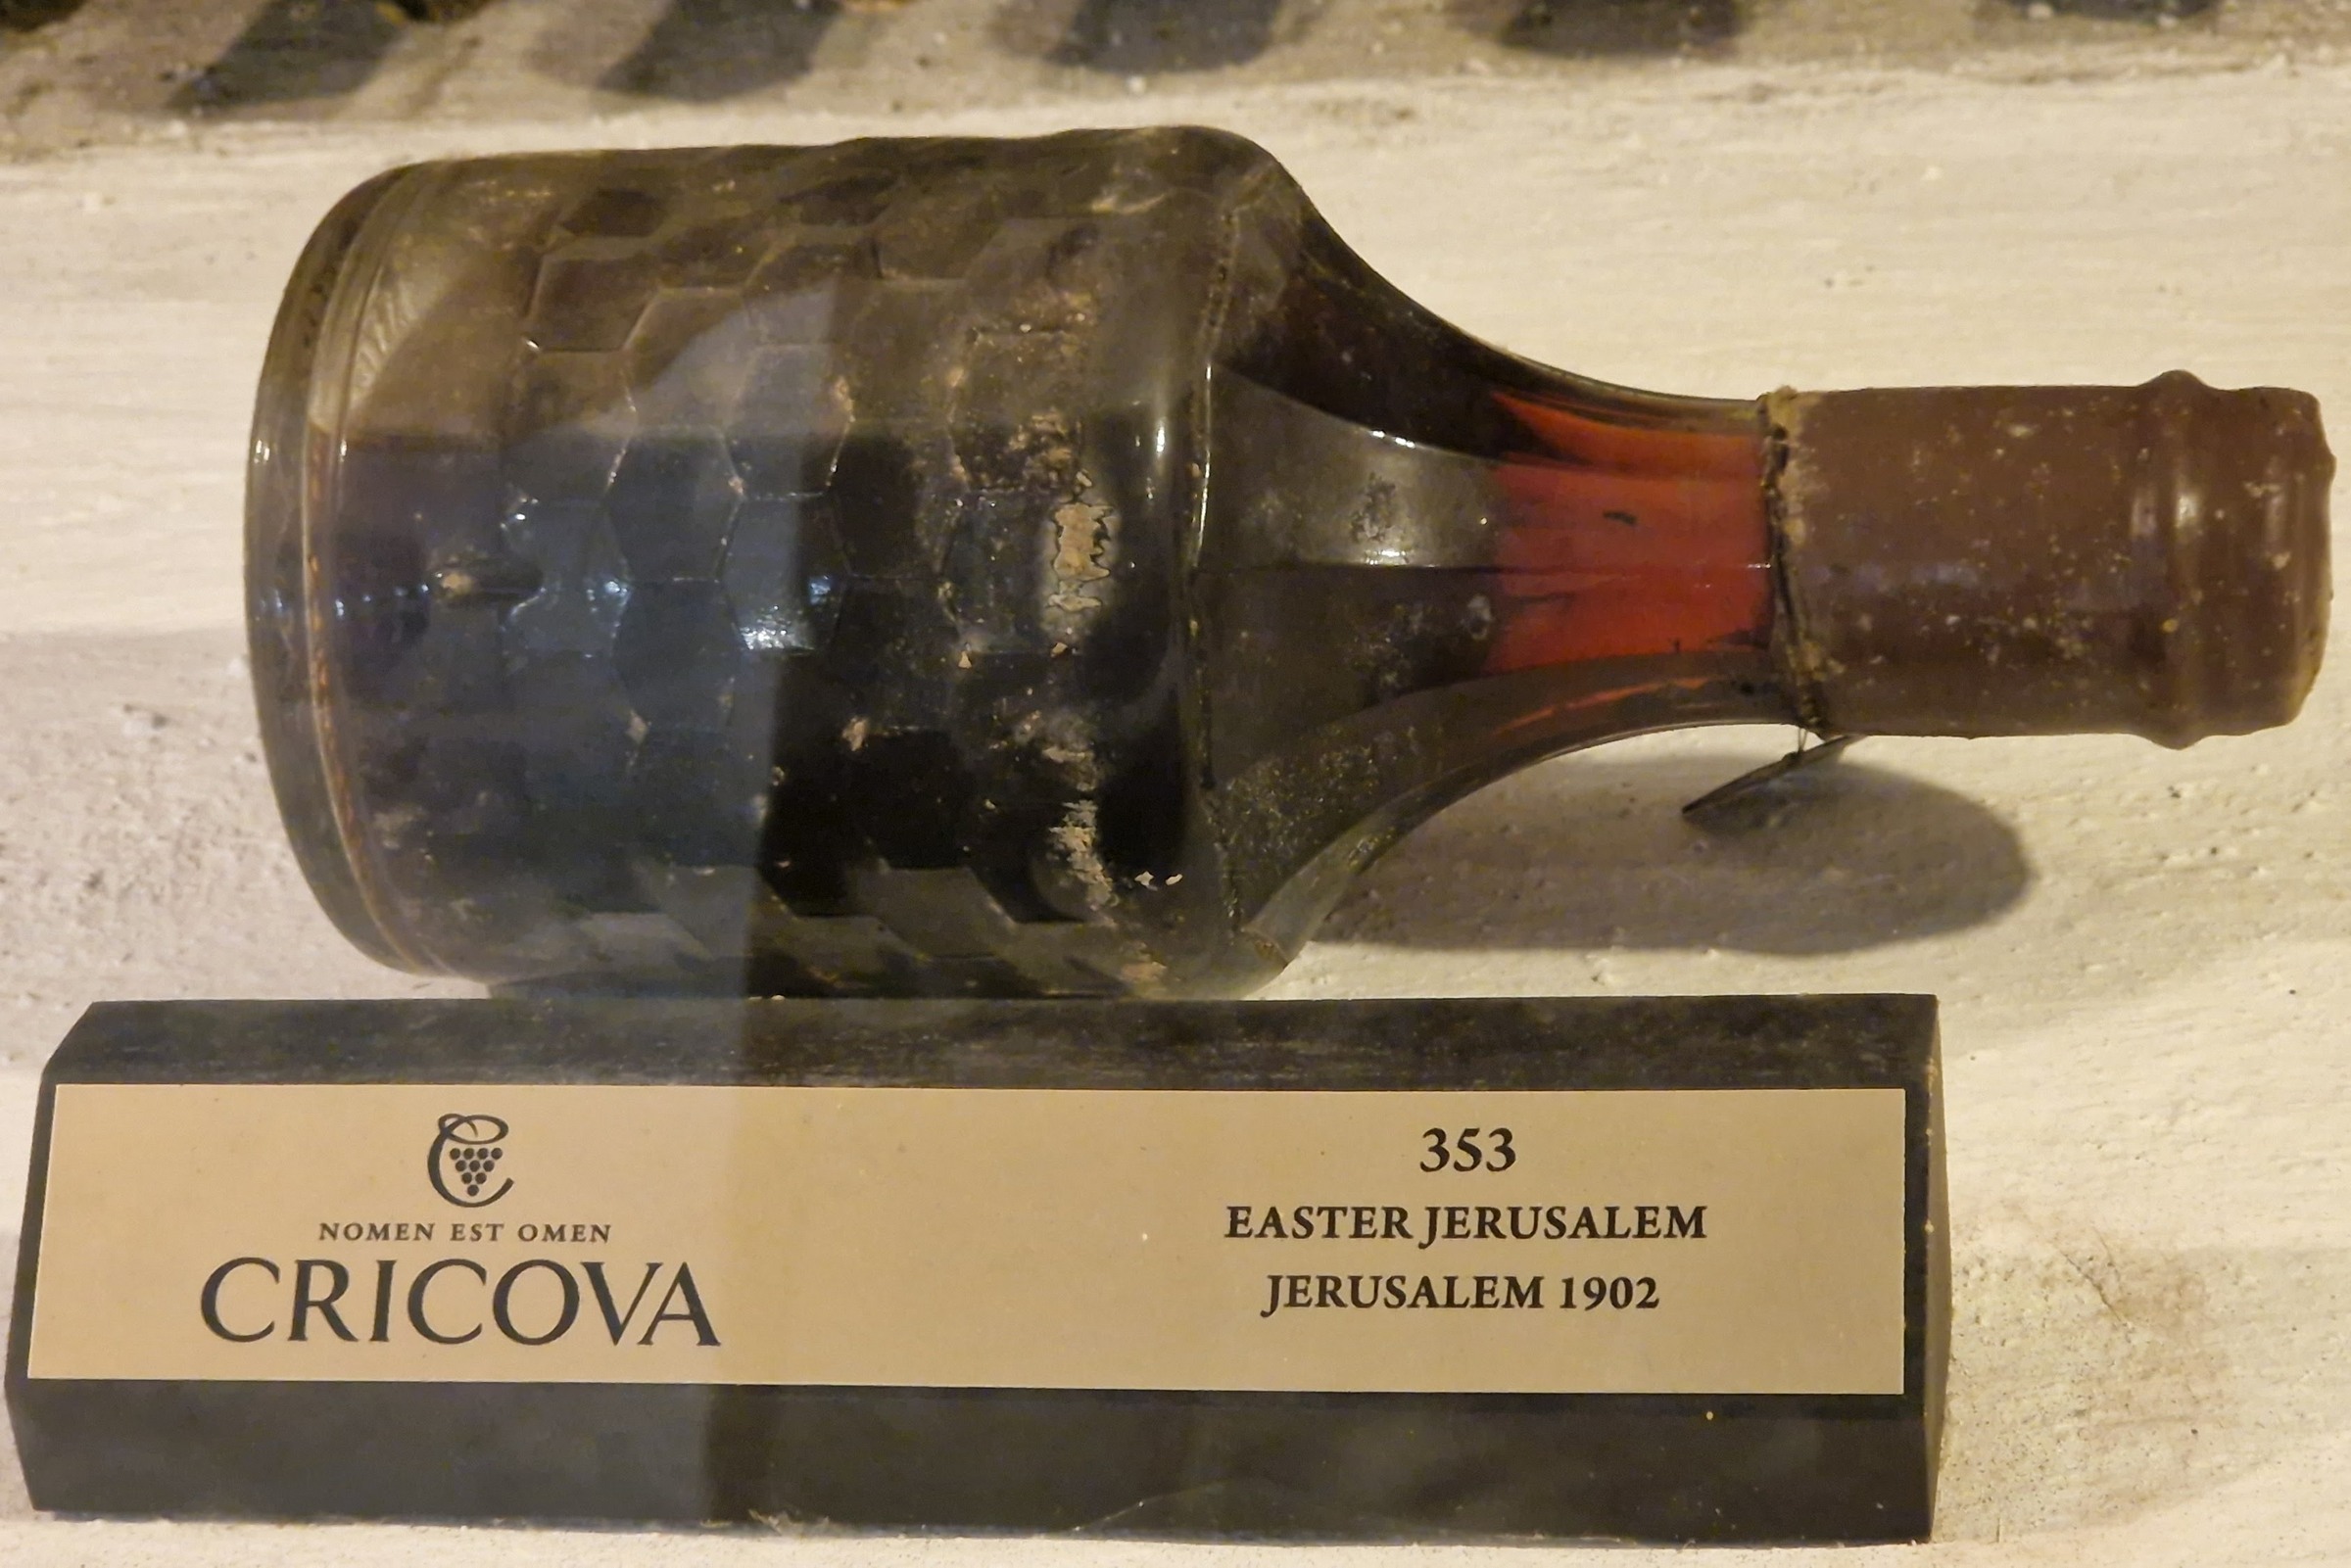 NOMEN EST OMEN
CRICOVA
353
EASTER JERUSALEM
JERUSALEM 1902